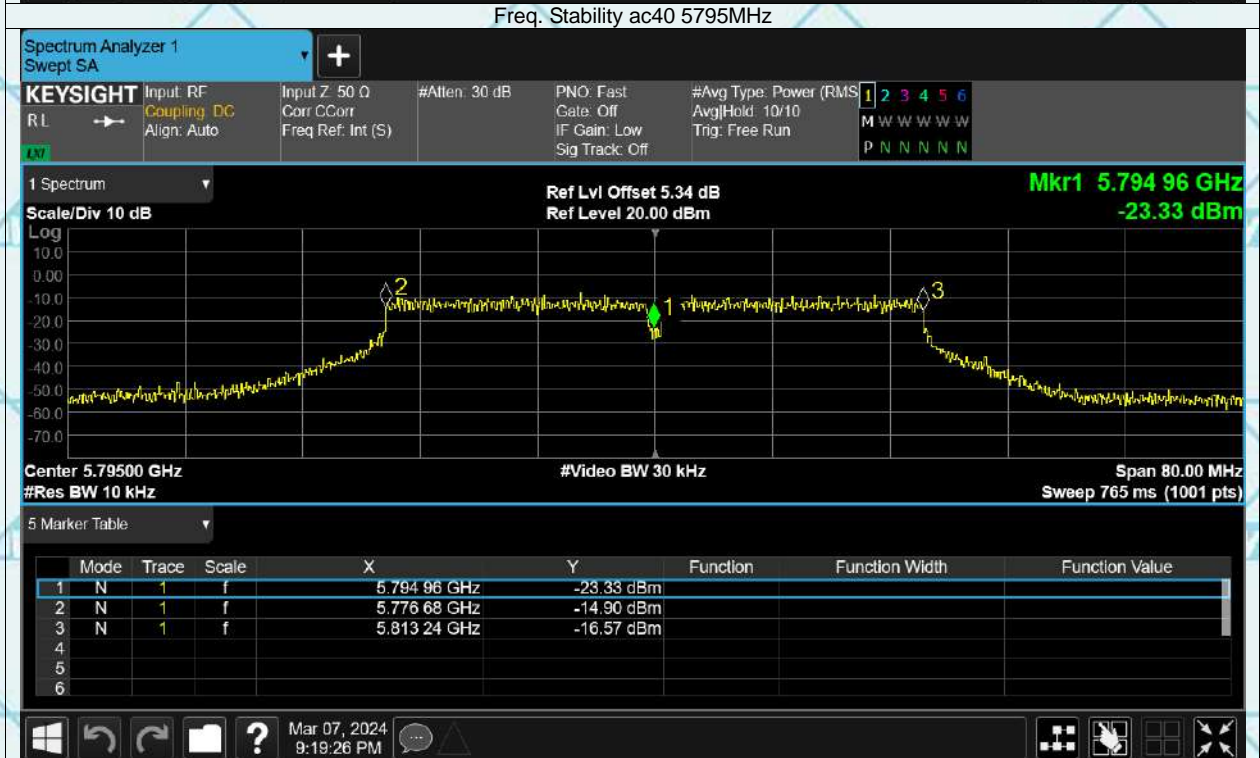 Freq. Stability ac40 5795MHz
Spectrum Analyzer 1
Swept SA
KEYSIGHT Input: RF Input Z: 50 Ω #Atten: 30 dB PNO: Fast #Avg Type: Power (RMS 1 2 3 4 5 6
RL Coupling: DC Corr CCorr Gate: Off Avg|Hold: 10/10 M W W W W W
Align: Auto Freq Ref: Int (S) IF Gain: Low Trig: Free Run
LXI Sig Track: Off P N N N N N
1 Spectrum Ref Lvl Offset 5.34 dB Mkr1 5.794 96 GHz
Scale/Div 10 dB Ref Level 20.00 dBm -23.33 dBm
Log
10.0
0.00
-10.0
-20.0
-30.0
-40.0
-50.0
-60.0
-70.0
2
1
3
Center 5.79500 GHz #Video BW 30 kHz Span 80.00 MHz
#Res BW 10 kHz Sweep 765 ms (1001 pts)
5 Marker Table
Mode Trace Scale X Y Function Function Width Function Value
1 N 1 f 5.794 96 GHz -23.33 dBm
2 N 1 f 5.776 68 GHz -14.90 dBm
3 N 1 f 5.813 24 GHz -16.57 dBm
4
5
6
? Mar 07, 2024
9:19:26 PM